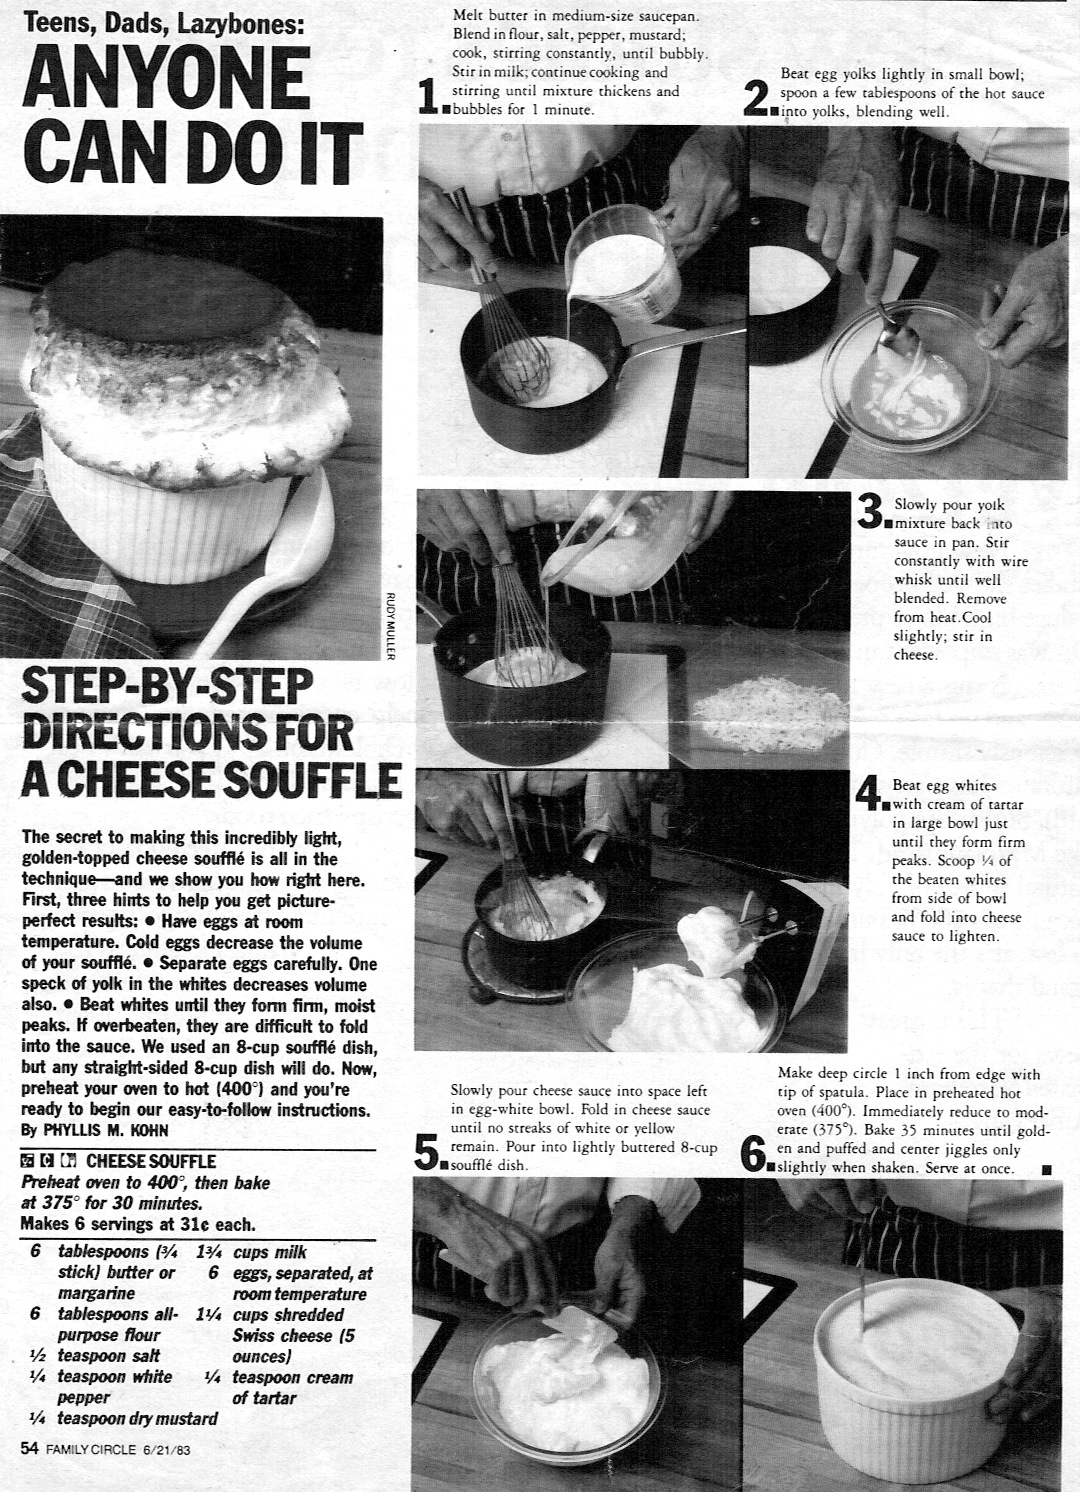 Teens, Dads, Lazybones:
ANYONE
CAN DO IT
RUDY MULLER
STEP-BY-STEP
DIRECTIONS FOR
A CHEESE SOUFFLE
The secret to making this incredibly light,
golden-topped cheese soufflé is all in the
technique—and we show you how right here.
First, three hints to help you get picture-
perfect results: ● Have eggs at room
temperature. Cold eggs decrease the volume
of your soufflé. ● Separate eggs carefully. One
speck of yolk in the whites decreases volume
also. ● Beat whites until they form firm, moist
peaks. If overbeaten, they are difficult to fold
into the sauce. We used an 8-cup soufflé dish,
but any straight-sided 8-cup dish will do. Now,
preheat your oven to hot (400°) and you're
ready to begin our easy-to-follow instructions.
By PHYLLIS M. KOHN
CHEESE SOUFFLE
Preheat oven to 400°, then bake
at 375° for 30 minutes.
Makes 6 servings at 31¢ each.
6 tablespoons (¾
stick) butter or
margarine
6 tablespoons all-
purpose flour
½ teaspoon salt
¼ teaspoon white
pepper
¼ teaspoon dry mustard
1¾ cups milk
6 eggs, separated, at
room temperature
1¼ cups shredded
Swiss cheese (5
ounces)
¼ teaspoon cream
of tartar
54 FAMILY CIRCLE 6/21/83
Melt butter in medium-size saucepan.
Blend in flour, salt, pepper, mustard;
cook, stirring constantly, until bubbly.
Stir in milk; continue cooking and
stirring until mixture thickens and
1. bubbles for 1 minute.
Beat egg yolks lightly in small bowl;
spoon a few tablespoons of the hot sauce
2. into yolks, blending well.
3. Slowly pour yolk
mixture back into
sauce in pan. Stir
constantly with wire
whisk until well
blended. Remove
from heat. Cool
slightly; stir in
cheese.
4. Beat egg whites
with cream of tartar
in large bowl just
until they form firm
peaks. Scoop ¼ of
the beaten whites
from side of bowl
and fold into cheese
sauce to lighten.
Slowly pour cheese sauce into space left
in egg-white bowl. Fold in cheese sauce
until no streaks of white or yellow
remain. Pour into lightly buttered 8-cup
5. soufflé dish.
Make deep circle 1 inch from edge with
tip of spatula. Place in preheated hot
oven (400°). Immediately reduce to mod-
erate (375°). Bake 35 minutes until gold-
en and puffed and center jiggles only
6. slightly when shaken. Serve at once. ■